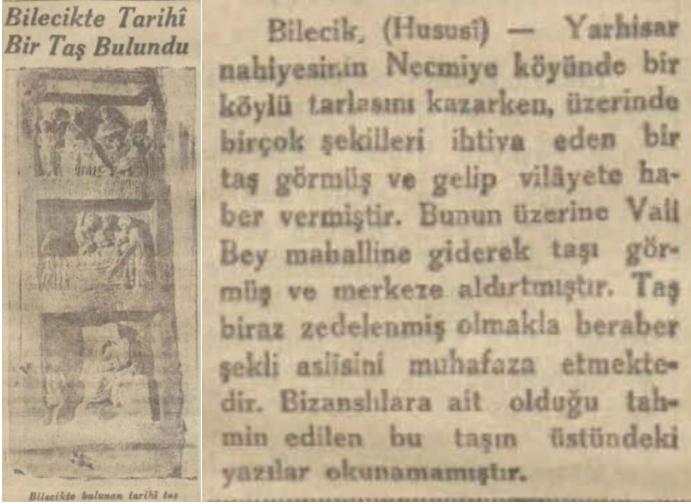 Bilecikte Tarihî
Bir Taş Bulundu
Bilecikte bulunan tarihî taş
Bilecik, (Hususî) — Yarhisar
nahiyesinin Necmiye köyünde bir
köylü tarlasını kazarken, üzerinde
birçok şekilleri ihtiva eden bir
taş görmüş ve gelip vilâyete ha-
ber vermiştir. Bunun üzerine Vali
Bey mahalline giderek taşı gör-
müş ve merkeze aldırtmıştır. Taş
biraz zedelenmiş olmakla beraber
şekli aslîsini muhafaza etmekte-
dir. Bizanslılara ait olduğu tah-
min edilen bu taşın üstündeki
yazılar okunamamıştır.